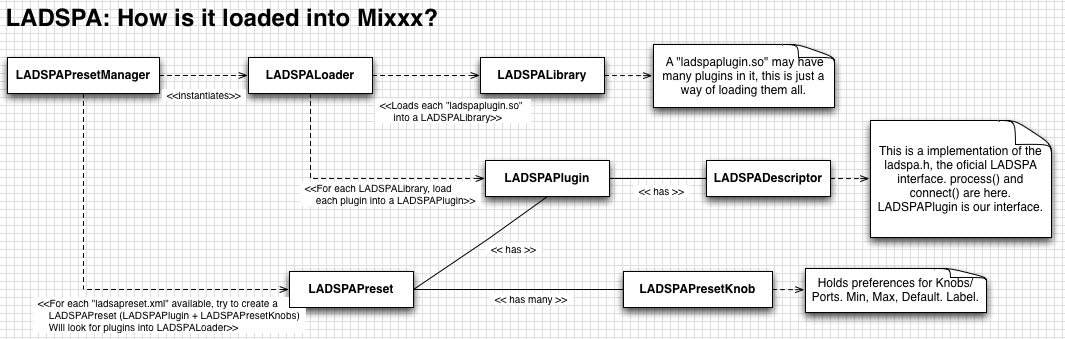 LADSPA: How is it loaded into Mixxx?
LADSPAPresetManager
<<instantiates>>
LADSPALoader
<<Loads each "ladspaplugin.so"
into a LADSPALibrary>>
LADSPALibrary
A "ladspaplugin.so" may have
many plugins in it, this is just a
way of loading them all.
<<For each LADSPALibrary, load
each plugin into a LADSPAPlugin>>
LADSPAPlugin
<< has >>
LADSPADescriptor
This is a implementation of the
ladspa.h, the oficial LADSPA
interface. process() and
connect() are here.
LADSPAPlugin is our interface.
<< has >>
<<For each "ladsapreset.xml" available, try to create a
LADSPAPreset (LADSPAPlugin + LADSPAPresetKnobs)
Will look for plugins into LADSPALoader>>
LADSPAPreset
<< has many >>
LADSPAPresetKnob
Holds preferences for Knobs/
Ports. Min, Max, Default. Label.